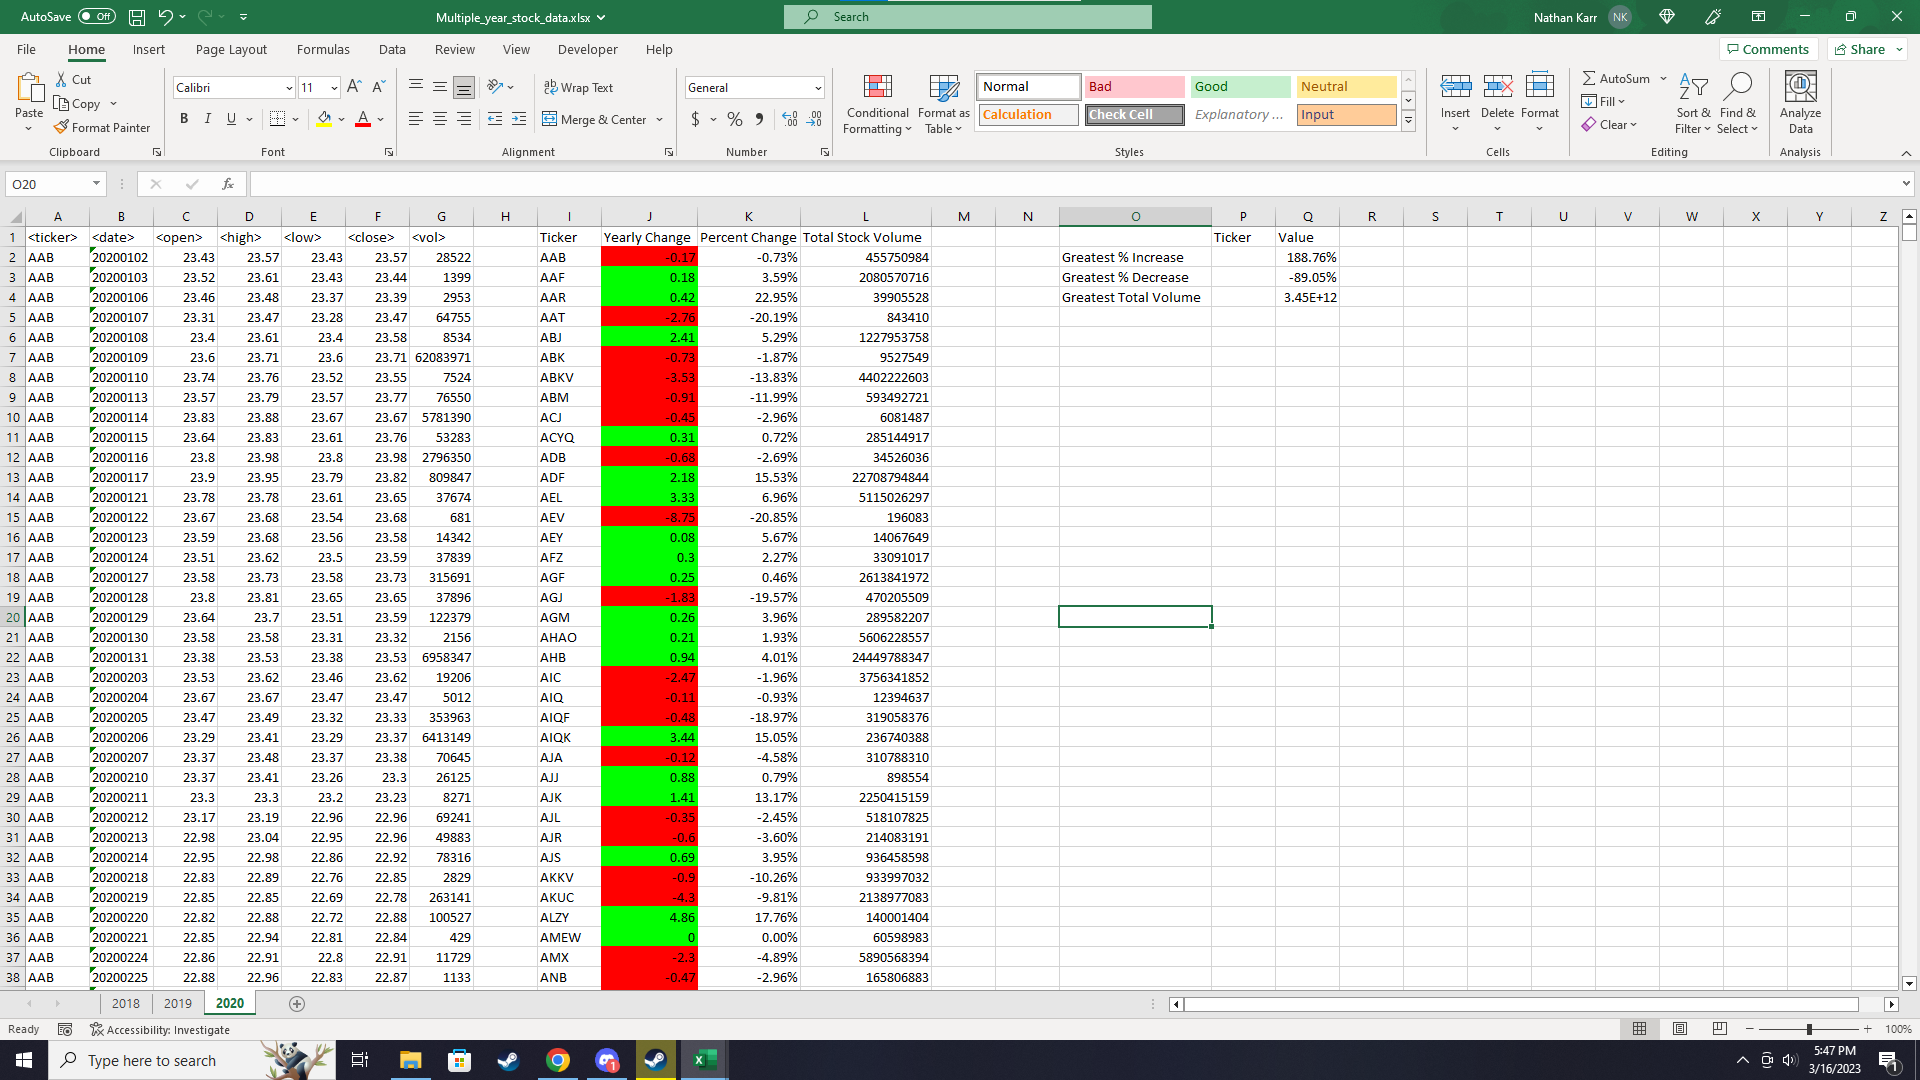 AutoSave Off Multiple_year_stock_data.xlsx Search Nathan Karr NK
File Home Insert Page Layout Formulas Data Review View Developer Help Comments Share
Paste Cut Copy Format Painter Clipboard
Calibri 11 B I U Font
Wrap Text Merge & Center Alignment
General $ % Number
Conditional Formatting Format as Table Normal Bad Good Neutral
Calculation Check Cell Explanatory ... Input Styles
Insert Delete Format Cells
AutoSum Fill Clear Sort & Filter Find & Select Editing
Analyze Data Analysis
O20 fx
A B C D E F G H I J K L M N O P Q R S T U V W X Y Z
1 <ticker> <date> <open> <high> <low> <close> <vol> Ticker Yearly Change Percent Change Total Stock Volume Ticker Value
2 AAB 20200102 23.43 23.57 23.43 23.57 28522 AAB -0.17 -0.73% 455750984 Greatest % Increase 188.76%
3 AAB 20200103 23.52 23.61 23.43 23.44 1399 AAF 0.18 3.59% 2080570716 Greatest % Decrease -89.05%
4 AAB 20200106 23.46 23.48 23.37 23.39 2953 AAR 0.42 22.95% 39905528 Greatest Total Volume 3.45E+12
5 AAB 20200107 23.31 23.47 23.28 23.47 64755 AAT -2.76 -20.19% 843410
6 AAB 20200108 23.4 23.61 23.4 23.58 8534 ABJ 2.41 5.29% 1227953758
7 AAB 20200109 23.6 23.71 23.6 23.71 62083971 ABK -0.73 -1.87% 9527549
8 AAB 20200110 23.74 23.76 23.52 23.55 7524 ABKV -3.53 -13.83% 4402222603
9 AAB 20200113 23.57 23.79 23.57 23.77 76550 ABM -0.91 -11.99% 593492721
10 AAB 20200114 23.83 23.88 23.67 23.67 5781390 ACJ -0.45 -2.96% 6081487
11 AAB 20200115 23.64 23.83 23.61 23.76 53283 ACYQ 0.31 0.72% 285144917
12 AAB 20200116 23.8 23.98 23.8 23.98 2796350 ADB -0.68 -2.69% 34526036
13 AAB 20200117 23.9 23.95 23.79 23.82 809847 ADF 2.18 15.53% 22708794844
14 AAB 20200121 23.78 23.78 23.61 23.65 37674 AEL 3.33 6.96% 5115026297
15 AAB 20200122 23.67 23.68 23.54 23.68 681 AEV -8.75 -20.85% 196083
16 AAB 20200123 23.59 23.68 23.56 23.58 14342 AEY 0.08 5.67% 14067649
17 AAB 20200124 23.51 23.62 23.5 23.59 37839 AFZ 0.3 2.27% 33091017
18 AAB 20200127 23.58 23.73 23.58 23.73 315691 AGF 0.25 0.46% 2613841972
19 AAB 20200128 23.8 23.81 23.65 23.65 37896 AGJ -1.83 -19.57% 470205509
20 AAB 20200129 23.64 23.7 23.51 23.59 122379 AGM 0.26 3.96% 289582207
21 AAB 20200130 23.58 23.58 23.31 23.32 2156 AHAO 0.21 1.93% 5606228557
22 AAB 20200131 23.38 23.53 23.38 23.53 6958347 AHB 0.94 4.01% 24449788347
23 AAB 20200203 23.53 23.62 23.46 23.62 19206 AIC -2.47 -1.96% 3756341852
24 AAB 20200204 23.67 23.67 23.47 23.47 5012 AIQ -0.11 -0.93% 12394637
25 AAB 20200205 23.47 23.49 23.32 23.33 353963 AIQF -0.48 -18.97% 319058376
26 AAB 20200206 23.29 23.41 23.29 23.37 6413149 AIQK 3.44 15.05% 236740388
27 AAB 20200207 23.37 23.48 23.37 23.38 70645 AJA -0.12 -4.58% 310788310
28 AAB 20200210 23.37 23.41 23.26 23.3 26125 AJJ 0.88 0.79% 898554
29 AAB 20200211 23.3 23.3 23.2 23.23 8271 AJK 1.41 13.17% 2250415159
30 AAB 20200212 23.17 23.19 22.96 22.96 69241 AJL -0.35 -2.45% 518107825
31 AAB 20200213 22.98 23.04 22.95 22.96 49883 AJR -0.6 -3.60% 214083191
32 AAB 20200214 22.95 22.98 22.86 22.92 78316 AJS 0.69 3.95% 936458598
33 AAB 20200218 22.83 22.89 22.76 22.85 2829 AKKV -0.9 -10.26% 933997032
34 AAB 20200219 22.85 22.85 22.69 22.78 263141 AKUC -4.3 -9.81% 2138977083
35 AAB 20200220 22.82 22.88 22.72 22.88 100527 ALZY 4.86 17.76% 140001404
36 AAB 20200221 22.85 22.94 22.81 22.84 429 AMEW 0 0.00% 60598983
37 AAB 20200224 22.86 22.91 22.8 22.91 11729 AMX -2.3 -4.89% 5890568394
38 AAB 20200225 22.88 22.96 22.83 22.87 1133 ANB -0.47 -2.96% 165806883
2018 2019 2020
Ready Accessibility: Investigate 100%
Type here to search 1 5:47 PM
3/16/2023 1